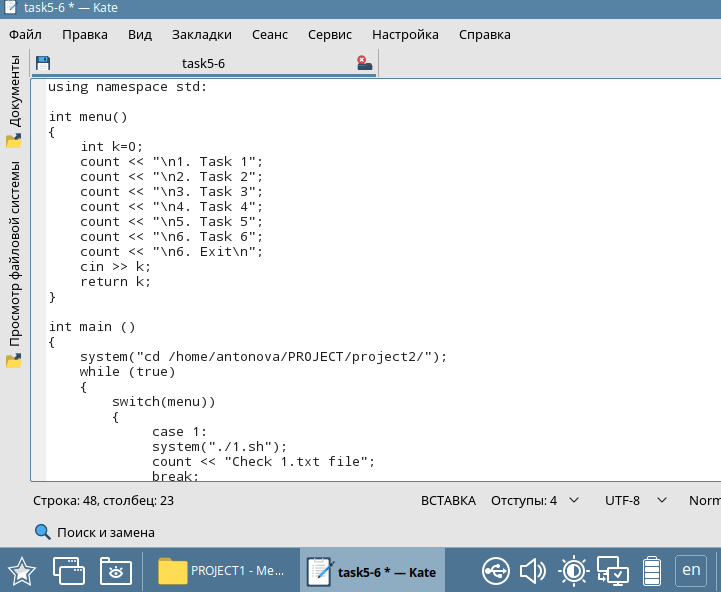 task5-6 * — Kate
Файл Правка Вид Закладки Сеанс Сервис Настройка Справка
task5-6
Документы
Просмотр файловой системы
using namespace std:
int menu()
{
int k=0;
count << "\n1. Task 1";
count << "\n2. Task 2";
count << "\n3. Task 3";
count << "\n4. Task 4";
count << "\n5. Task 5";
count << "\n6. Task 6";
count << "\n6. Exit\n";
cin >> k;
return k;
}
int main ()
{
system("cd /home/antonova/PROJECT/project2/");
while (true)
{
switch(menu))
{
case 1:
system("./1.sh");
count << "Check 1.txt file";
break;
Строка: 48, столбец: 23 ВСТАВКА Отступы: 4 UTF-8 Norm
Поиск и замена
PROJECT1 - Me... task5-6 * — Kate en